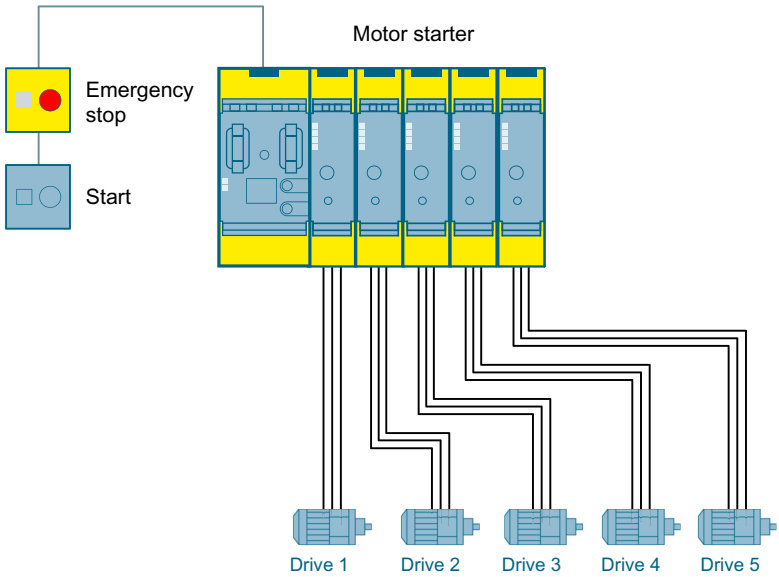 Motor starter
Emergency
stop
Start
Drive 1
Drive 2
Drive 3
Drive 4
Drive 5